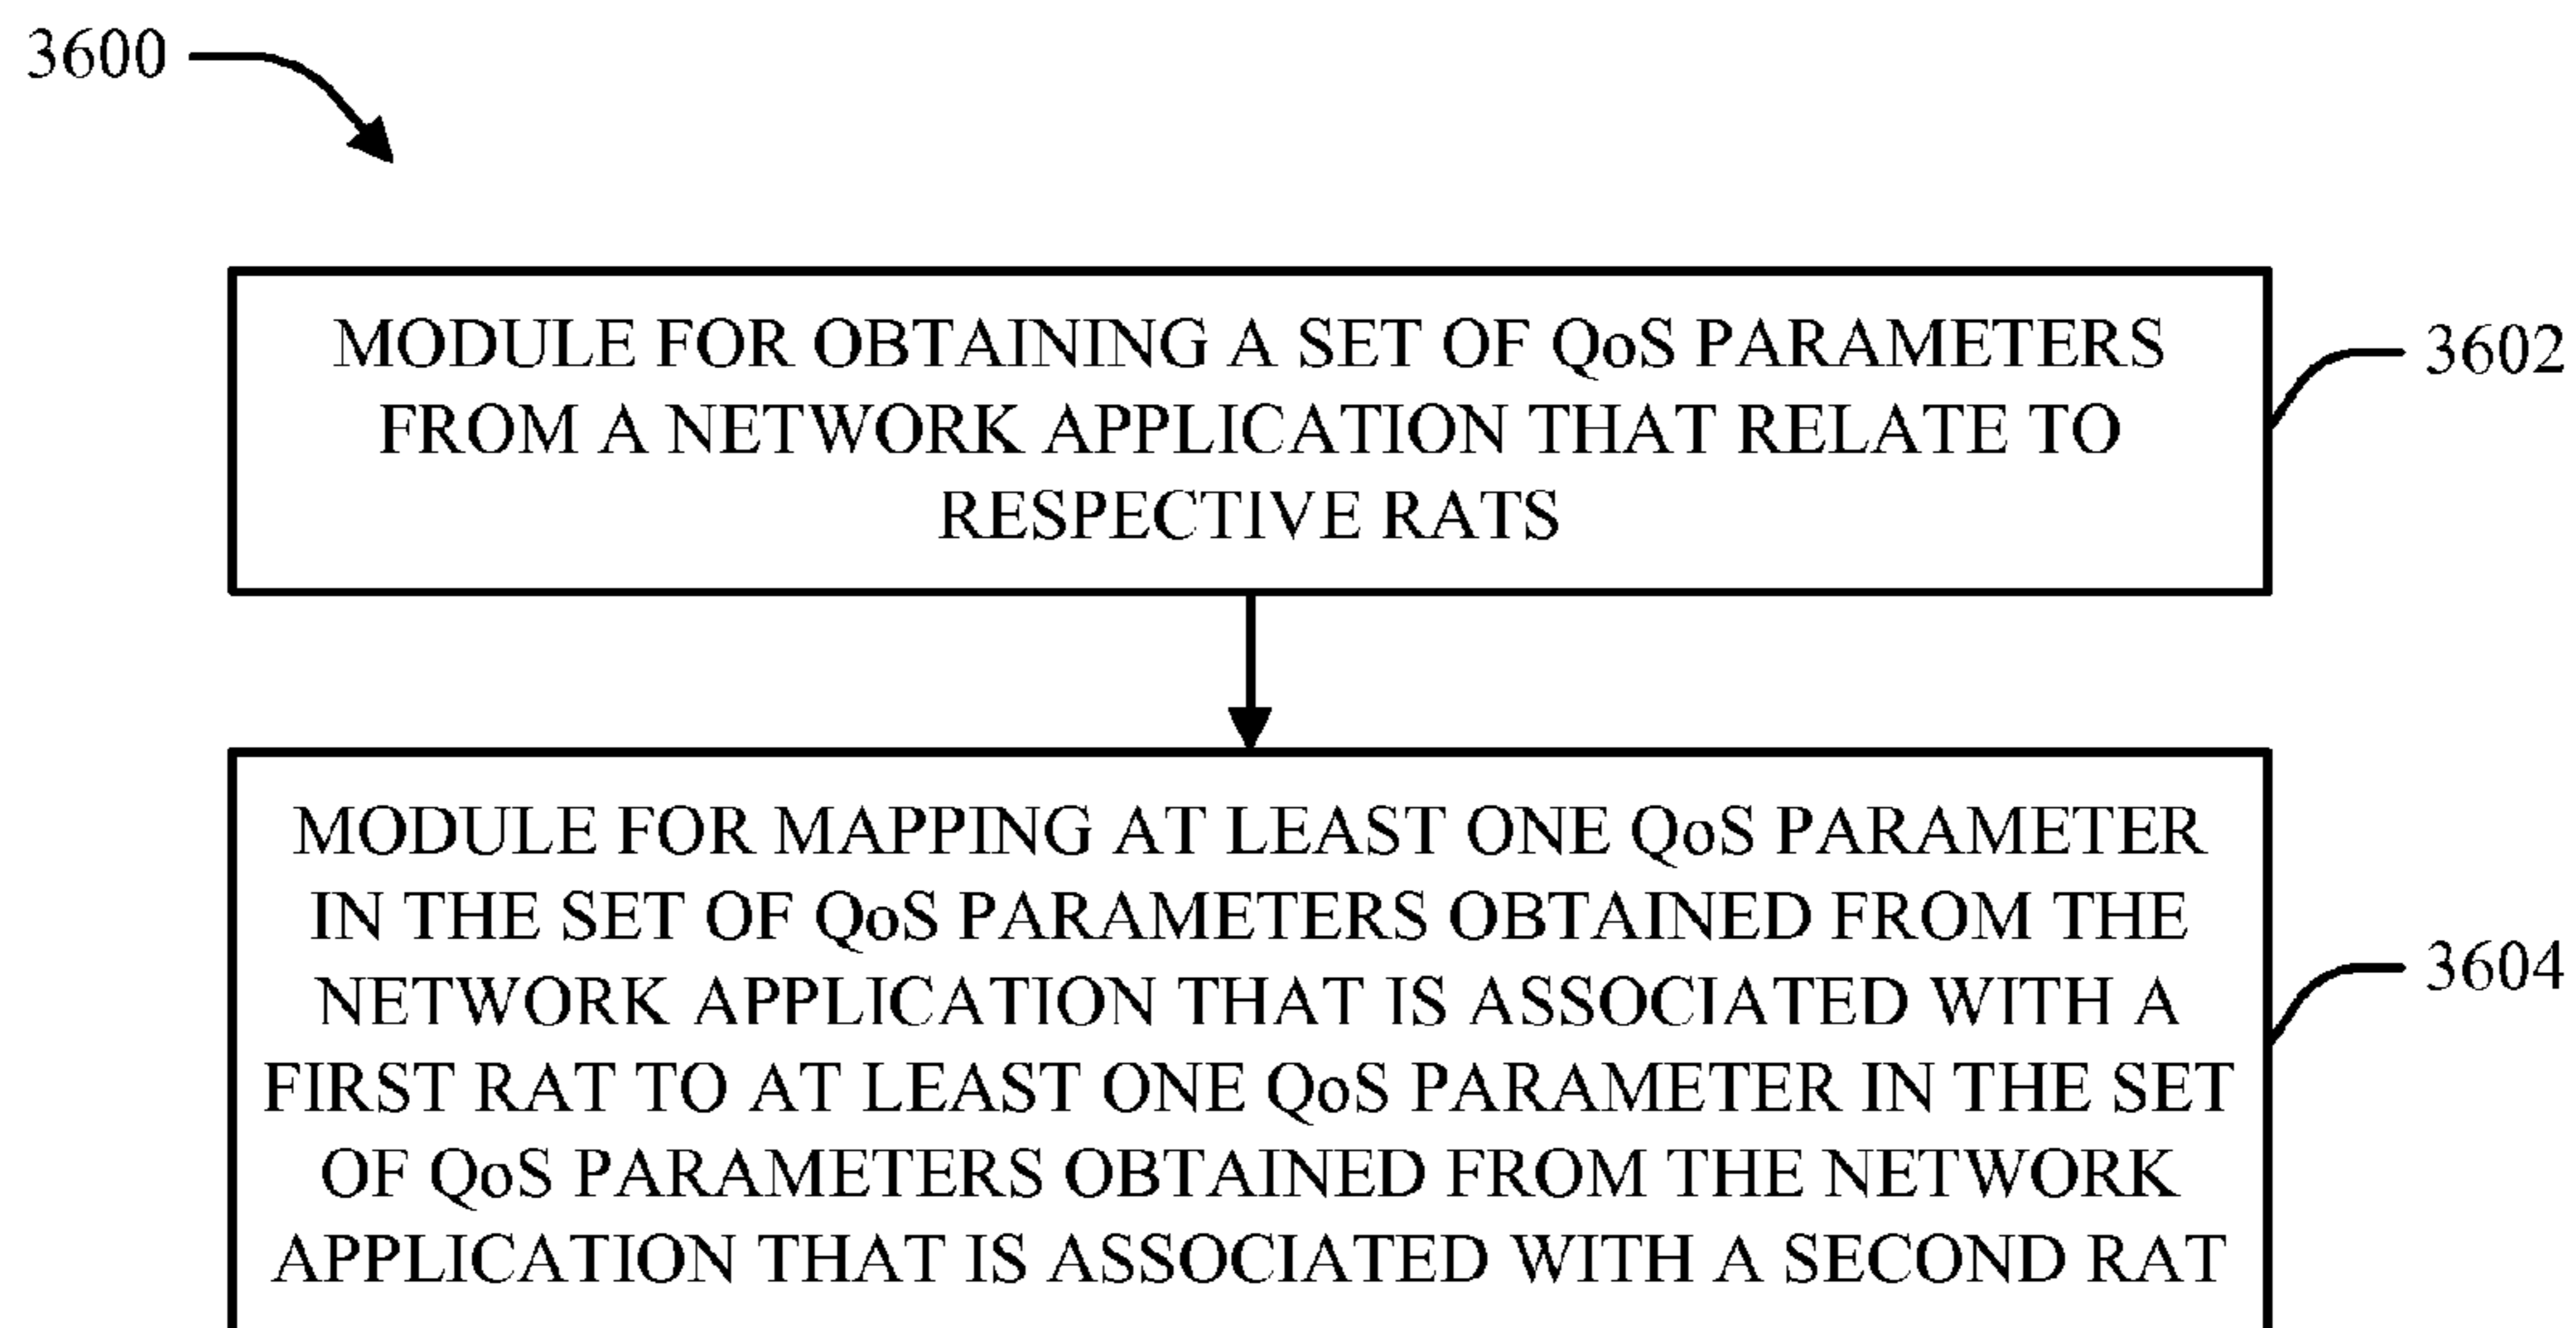 3600
MODULE FOR OBTAINING A SET OF QoS PARAMETERS
FROM A NETWORK APPLICATION THAT RELATE TO
RESPECTIVE RATS
3602
MODULE FOR MAPPING AT LEAST ONE QoS PARAMETER
IN THE SET OF QoS PARAMETERS OBTAINED FROM THE
NETWORK APPLICATION THAT IS ASSOCIATED WITH A
FIRST RAT TO AT LEAST ONE QoS PARAMETER IN THE SET
OF QoS PARAMETERS OBTAINED FROM THE NETWORK
APPLICATION THAT IS ASSOCIATED WITH A SECOND RAT
3604